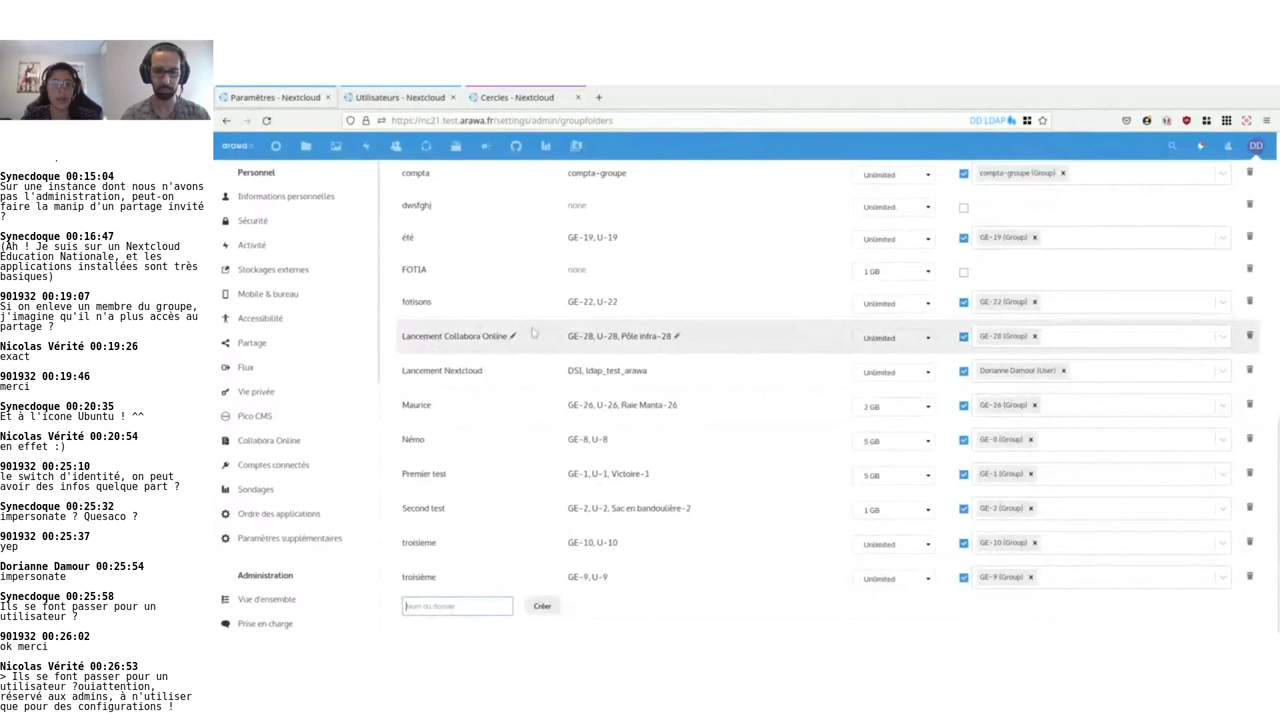 Synecdoque 00:15:04
Sur une instance dont nous n'avons
pas l'administration, peut-on
faire la manip d'un partage invité
?
Synecdoque 00:16:47
(Ah ! Je suis sur un Nextcloud
Éducation Nationale, et les
applications installées sont très
basiques)
901932 00:19:07
Si on enleve un membre du groupe,
j'imagine qu'il n'a plus accès au
partage ?
Nicolas Vérité 00:19:26
exact
901932 00:19:46
merci
Synecdoque 00:20:35
Et à l'icone Ubuntu ! ^^
Nicolas Vérité 00:20:54
en effet :)
901932 00:25:10
le switch d'identité, on peut
avoir des infos quelque part ?
Synecdoque 00:25:32
impersonate ? Quesaco ?
901932 00:25:37
yep
Dorianne Damour 00:25:54
impersonate
Synecdoque 00:25:58
Ils se font passer pour un
utilisateur ?
901932 00:26:02
ok merci
Nicolas Vérité 00:26:53
> Ils se font passer pour un
utilisateur ?ouiattention,
réservé aux admins, à n'utiliser
que pour des configurations !
Paramètres - Nextcloud × Utilisateurs - Nextcloud × Cercles - Nextcloud × +
https://nc21.test.arawa.fr/settings/admin/groupfolders DD LDAP
arawa DD
Personnel
Informations personnelles
Sécurité
Activité
Stockages externes
Mobile & bureau
Accessibilité
Partage
Flux
Vie privée
Pico CMS
Collabora Online
Comptes connectés
Sondages
Ordre des applications
Paramètres supplémentaires
Administration
Vue d'ensemble
Prise en charge
compta compta-groupe Unlimited compta-groupe (Group) ×
dwsfghj none Unlimited
été GE-19, U-19 Unlimited GE-19 (Group) ×
FOTIA none 1 GB
fotisons GE-22, U-22 Unlimited GE-22 (Group) ×
Lancement Collabora Online GE-28, U-28, Pôle infra-28 Unlimited GE-28 (Group) ×
Lancement Nextcloud DSI, ldap_test_arawa Unlimited Dorianne Damour (User) ×
Maurice GE-26, U-26, Raie Manta-26 2 GB GE-26 (Group) ×
Némo GE-8, U-8 5 GB GE-8 (Group) ×
Premier test GE-1, U-1, Victoire-1 5 GB GE-1 (Group) ×
Second test GE-2, U-2, Sac en bandoulière-2 1 GB GE-2 (Group) ×
troisieme GE-10, U-10 Unlimited GE-10 (Group) ×
troisième GE-9, U-9 Unlimited GE-9 (Group) ×
Nom du dossier Créer